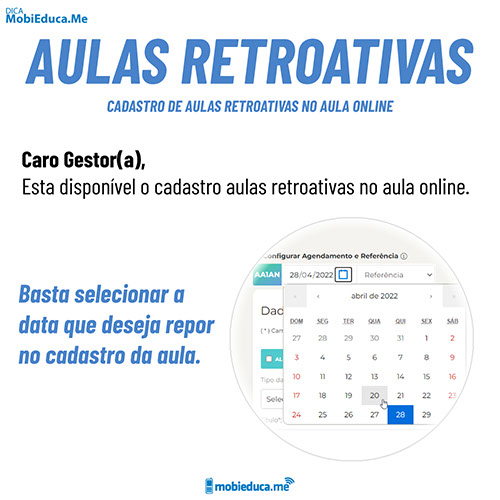 DICA
MobiEduca.Me
AULAS RETROATIVAS
CADASTRO DE AULAS RETROATIVAS NO AULA ONLINE
Caro Gestor(a),
Esta disponível o cadastro aulas retroativas no aula online.
Configurar Agendamento e Referência
28/04/2022 Referência
abril de 2022
DOM SEG TER QUA QUI SEX SÁB
27 28 29 30 31 1 2
3 4 5 6 7 8 9
10 11 12 13 14 15 16
17 18 19 20 21 22 23
24 25 26 27 28 29
Basta selecionar a
data que deseja repor
no cadastro da aula.
mobieduca.me